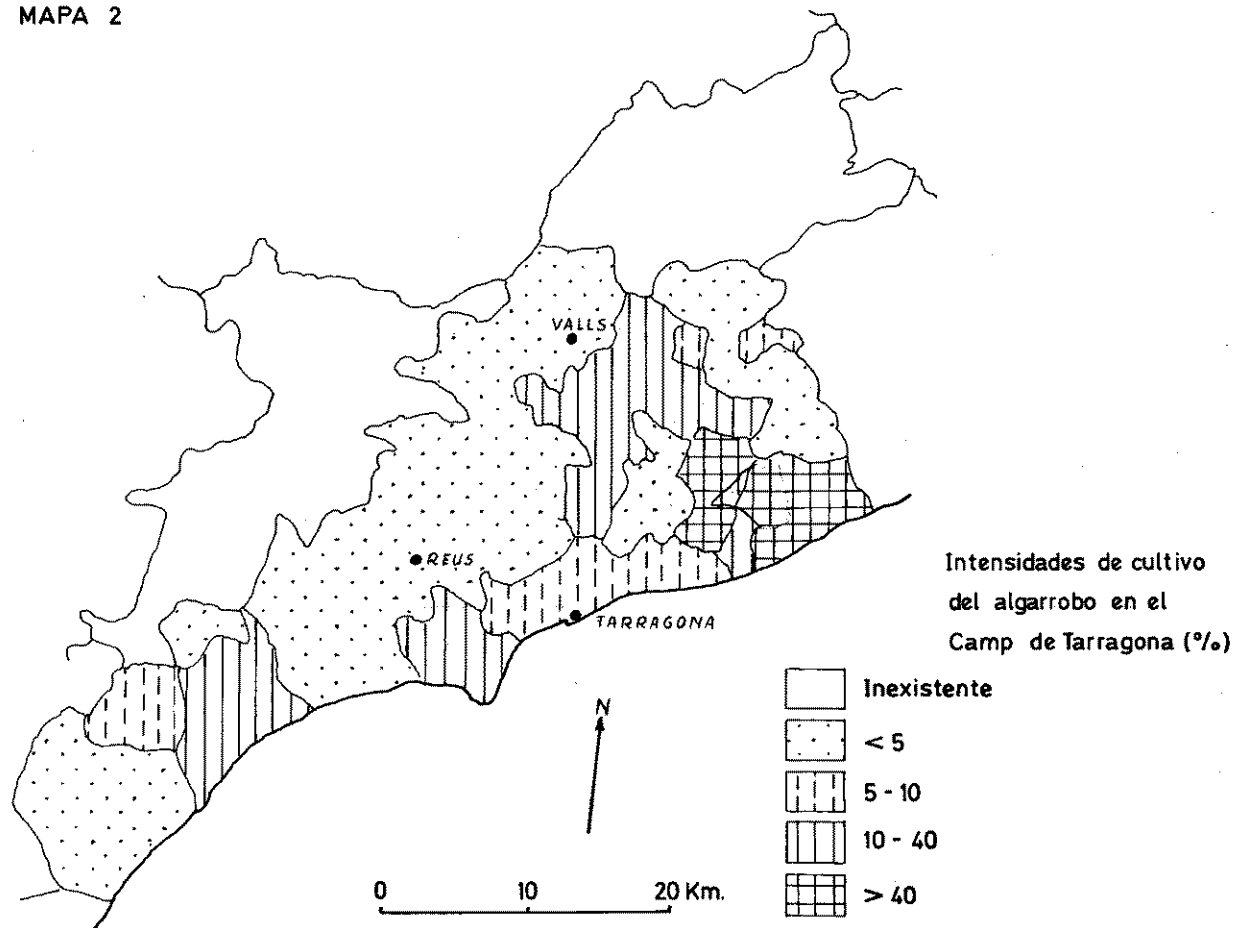 MAPA 2
VALLS
REUS
TARRAGONA
N
0 10 20 Km.
Intensidades de cultivo
del algarrobo en el
Camp de Tarragona (%)
Inexistente
< 5
5 - 10
10 - 40
> 40